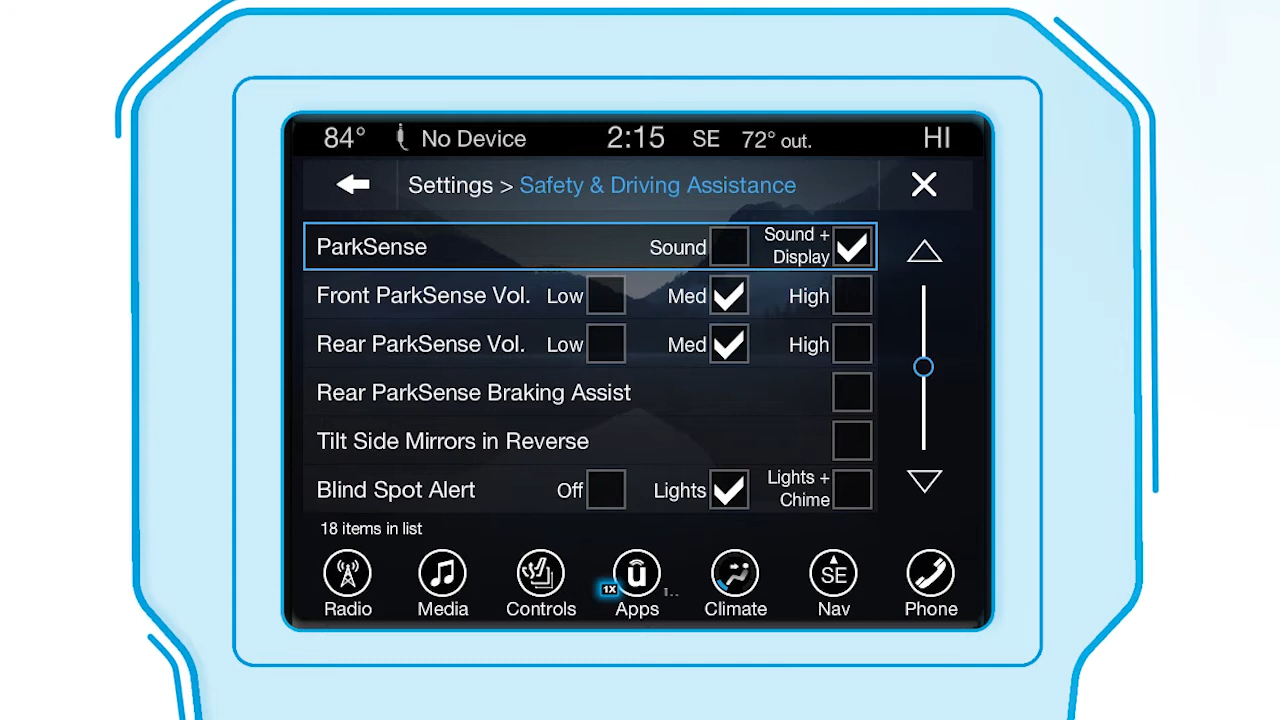 84° No Device 2:15 SE 72° out. HI
Settings > Safety & Driving Assistance
ParkSense Sound Sound + Display
Front ParkSense Vol. Low Med High
Rear ParkSense Vol. Low Med High
Rear ParkSense Braking Assist
Tilt Side Mirrors in Reverse
Blind Spot Alert Off Lights Lights + Chime
18 items in list
1X u SE
Radio Media Controls Apps Climate Nav Phone